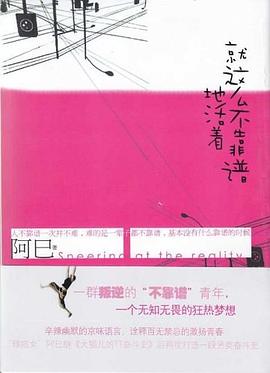 就这么不靠谱
地活着
人不靠谱一次并不难，难的是一辈子都不靠谱，基本没有什么靠谱的时候
Sneering at the reality
阿巳 著
一群叛逆的“不靠谱”青年，
一个无知无畏的狂热梦想
辛辣幽默的京味语言，诠释百无禁忌的激扬青春